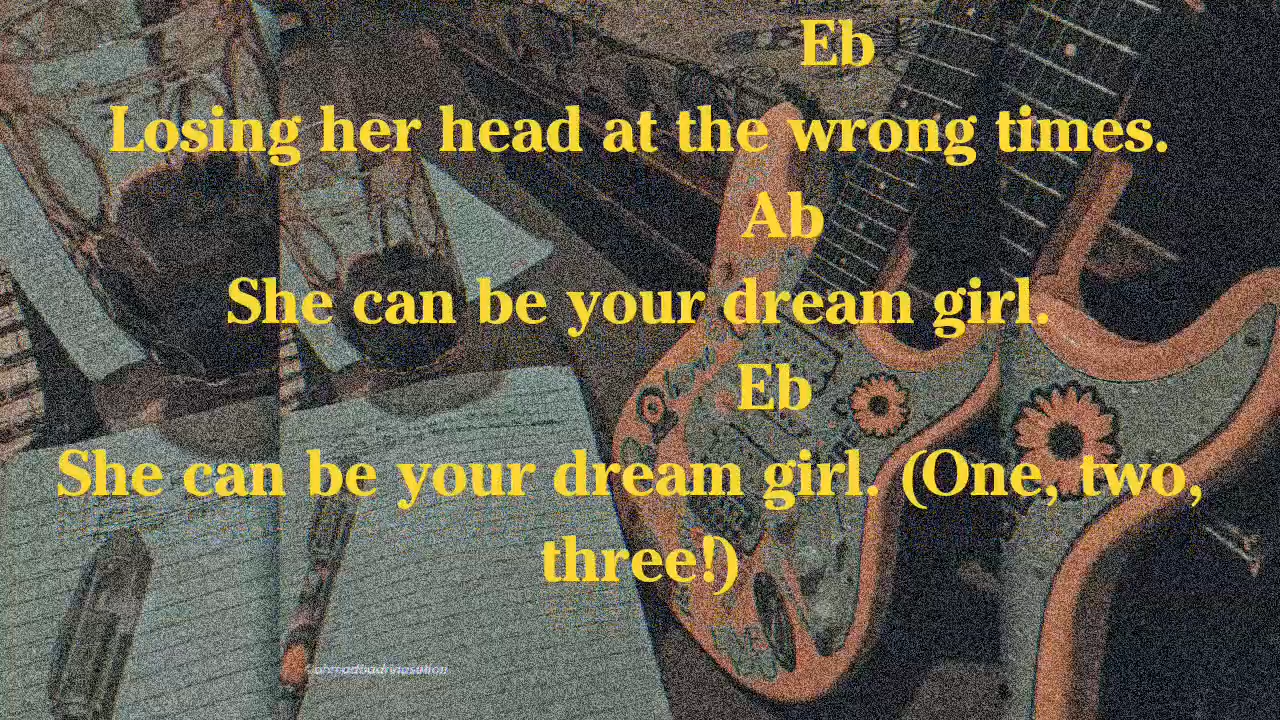 Eb
Losing her head at the wrong times.
Ab
She can be your dream girl.
Eb
She can be your dream girl. (One, two,
three!)